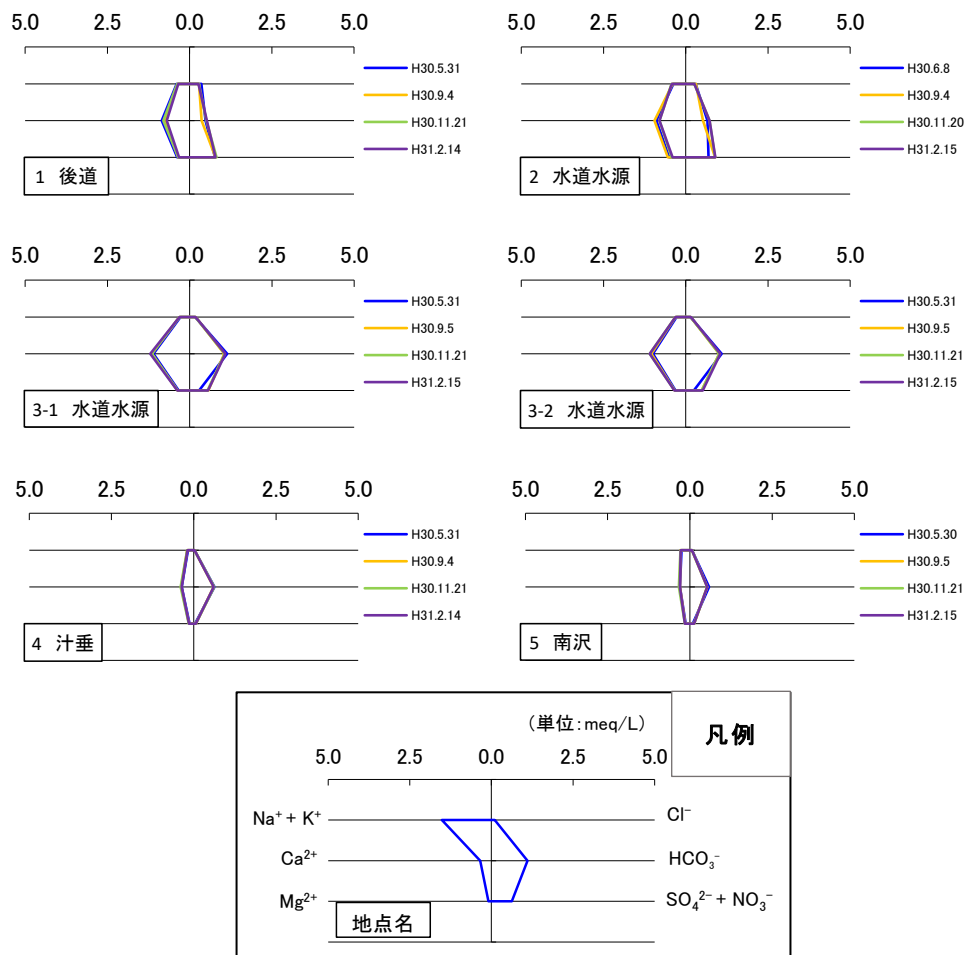 5.0 2.5 0.0 2.5 5.0
H30.5.31
H30.9.4
H30.11.21
H31.2.14
1 後道
5.0 2.5 0.0 2.5 5.0
H30.6.8
H30.9.4
H30.11.20
H31.2.15
2 水道水源
5.0 2.5 0.0 2.5 5.0
H30.5.31
H30.9.5
H30.11.21
H31.2.15
3-1 水道水源
5.0 2.5 0.0 2.5 5.0
H30.5.31
H30.9.5
H30.11.21
H31.2.15
3-2 水道水源
5.0 2.5 0.0 2.5 5.0
H30.5.31
H30.9.4
H30.11.21
H31.2.14
4 汁垂
5.0 2.5 0.0 2.5 5.0
H30.5.30
H30.9.5
H30.11.21
H31.2.15
5 南沢
凡例
(単位:meq/L)
5.0 2.5 0.0 2.5 5.0
Na⁺ + K⁺ Cl⁻
Ca²⁺ HCO₃⁻
Mg²⁺ SO₄²⁻ + NO₃⁻
地点名